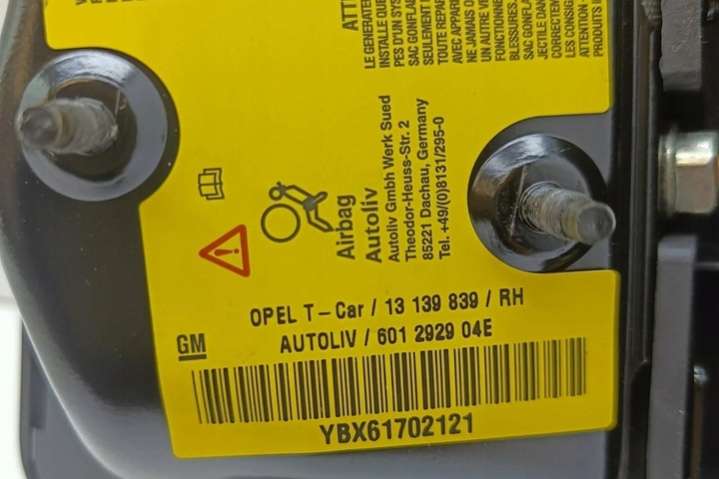 ATTE
LE GENERATE
INSTALLE QUE
PES D'UN SYS
SAC GONFLAB
SEULEMENT
TOUTE REPAR
AVEC APPARE
NE JAMAIS O
UN AUTRE VE
FONCTIONNE
BLESSURES.
SAC GONFLA
JECTILE DAN
CORRECTEME
LES CONSIG
ATTENTION -
PRODUITS
Airbag
Autoliv
Autoliv Gmbh Werk Sued
Theodor-Heuss-Str. 2
85221 Dachau, Germany
Tel. +49/(0)8131/295-0
OPEL T-Car / 13 139 839 / RH
GM
AUTOLIV / 601 2929 04E
YBX61702121